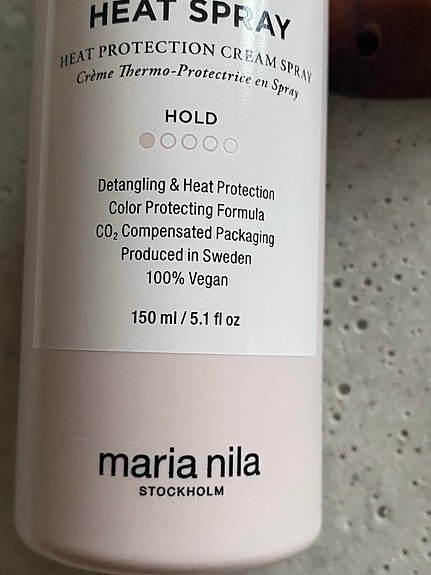 HEAT SPRAY
HEAT PROTECTION CREAM SPRAY
Crème Thermo-Protectrice en Spray
HOLD
Detangling & Heat Protection
Color Protecting Formula
CO₂ Compensated Packaging
Produced in Sweden
100% Vegan
150 ml / 5.1 fl oz
maria nila
STOCKHOLM